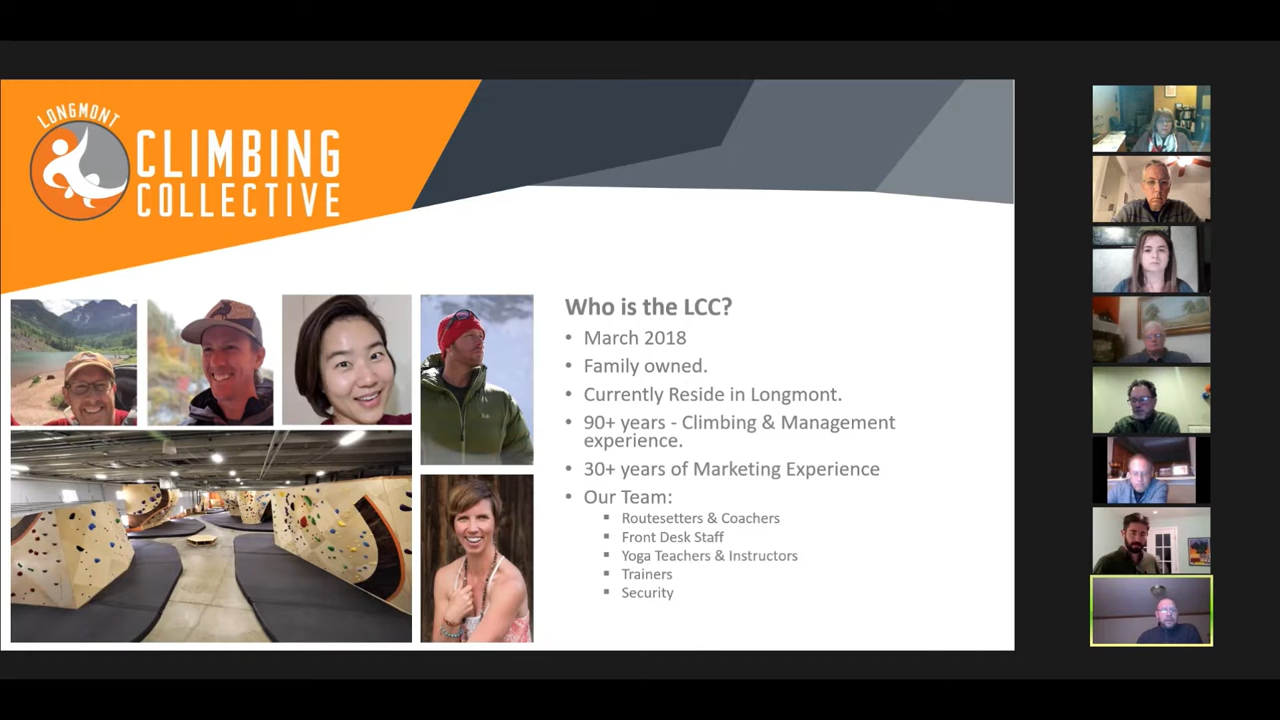 LONGMONT
CLIMBING
COLLECTIVE
Who is the LCC?
• March 2018
• Family owned.
• Currently Reside in Longmont.
• 90+ years - Climbing & Management
experience.
• 30+ years of Marketing Experience
• Our Team:
▪ Routesetters & Coachers
▪ Front Desk Staff
▪ Yoga Teachers & Instructors
▪ Trainers
▪ Security